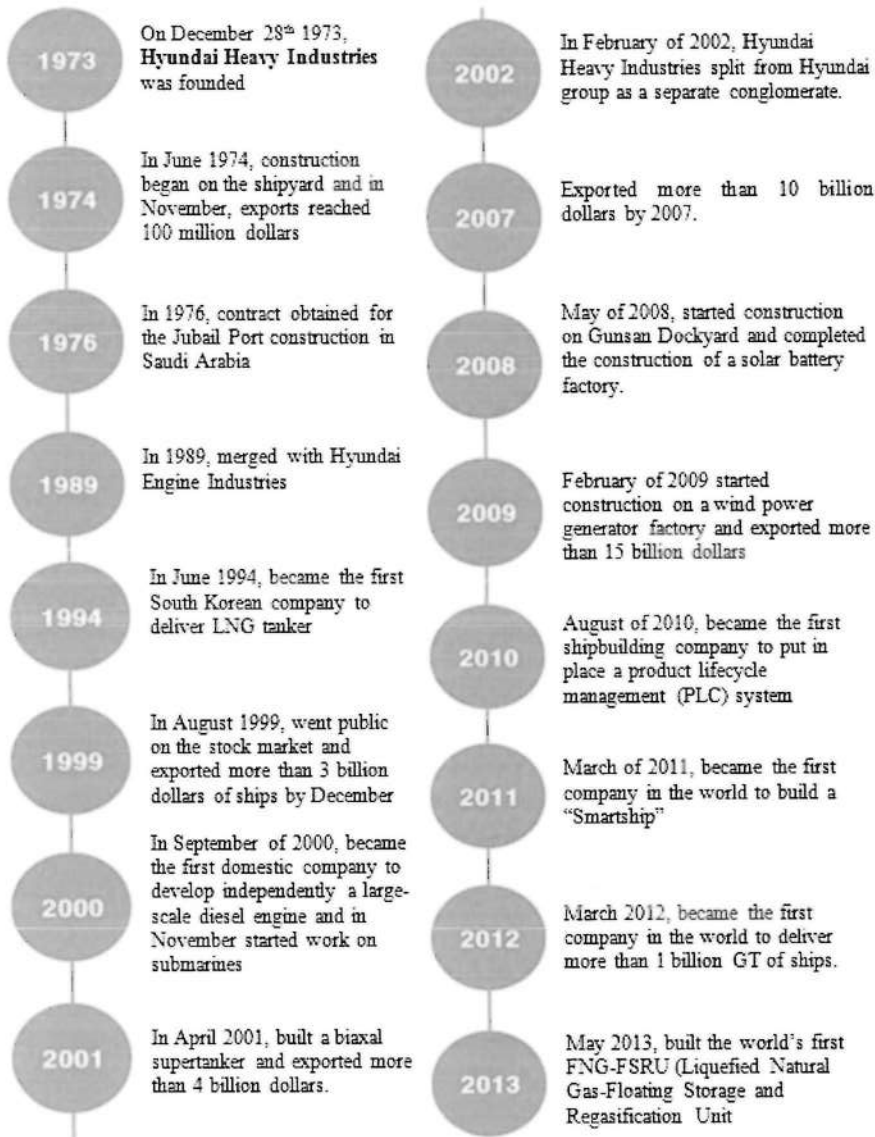 1973
On December 28th 1973,
Hyundai Heavy Industries
was founded
1974
In June 1974, construction
began on the shipyard and in
November, exports reached
100 million dollars
1976
In 1976, contract obtained for
the Jubail Port construction in
Saudi Arabia
1989
In 1989, merged with Hyundai
Engine Industries
1994
In June 1994, became the first
South Korean company to
deliver LNG tanker
1999
In August 1999, went public
on the stock market and
exported more than 3 billion
dollars of ships by December
2000
In September of 2000, became
the first domestic company to
develop independently a large-
scale diesel engine and in
November started work on
submarines
2001
In April 2001, built a biaxal
supertanker and exported more
than 4 billion dollars.
2002
In February of 2002, Hyundai
Heavy Industries split from Hyundai
group as a separate conglomerate.
2007
Exported more than 10 billion
dollars by 2007.
2008
May of 2008, started construction
on Gunsan Dockyard and completed
the construction of a solar battery
factory.
2009
February of 2009 started
construction on a wind power
generator factory and exported more
than 15 billion dollars
2010
August of 2010, became the first
shipbuilding company to put in
place a product lifecycle
management (PLC) system
2011
March of 2011, became the first
company in the world to build a
“Smartship”
2012
March 2012, became the first
company in the world to deliver
more than 1 billion GT of ships.
2013
May 2013, built the world’s first
FNG-FSRU (Liquefied Natural
Gas-Floating Storage and
Regasification Unit